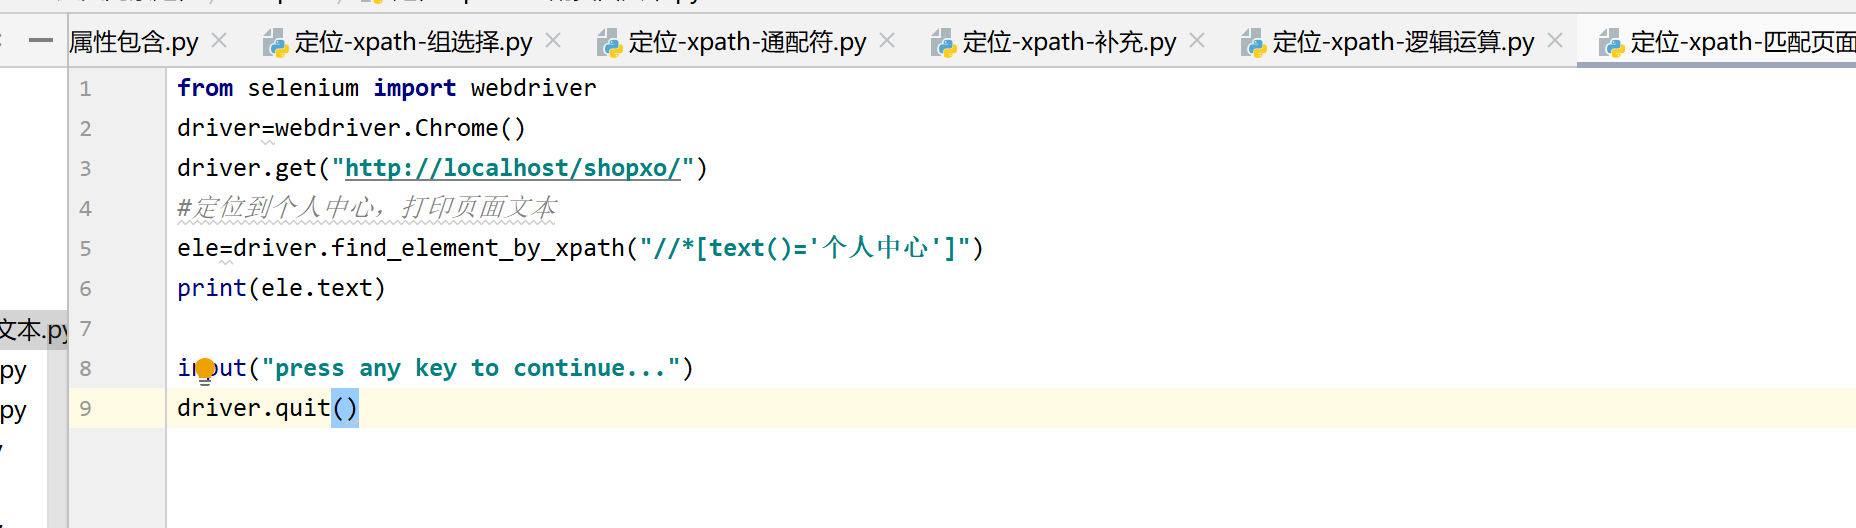 属性包含.py
定位-xpath-组选择.py
定位-xpath-通配符.py
定位-xpath-补充.py
定位-xpath-逻辑运算.py
定位-xpath-匹配页面
1 from selenium import webdriver
2 driver=webdriver.Chrome()
3 driver.get("http://localhost/shopxo/")
4 #定位到个人中心，打印页面文本
5 ele=driver.find_element_by_xpath("//*[text()='个人中心']")
6 print(ele.text)
文本.py 7
py 8 input("press any key to continue...")
py 9 driver.quit()